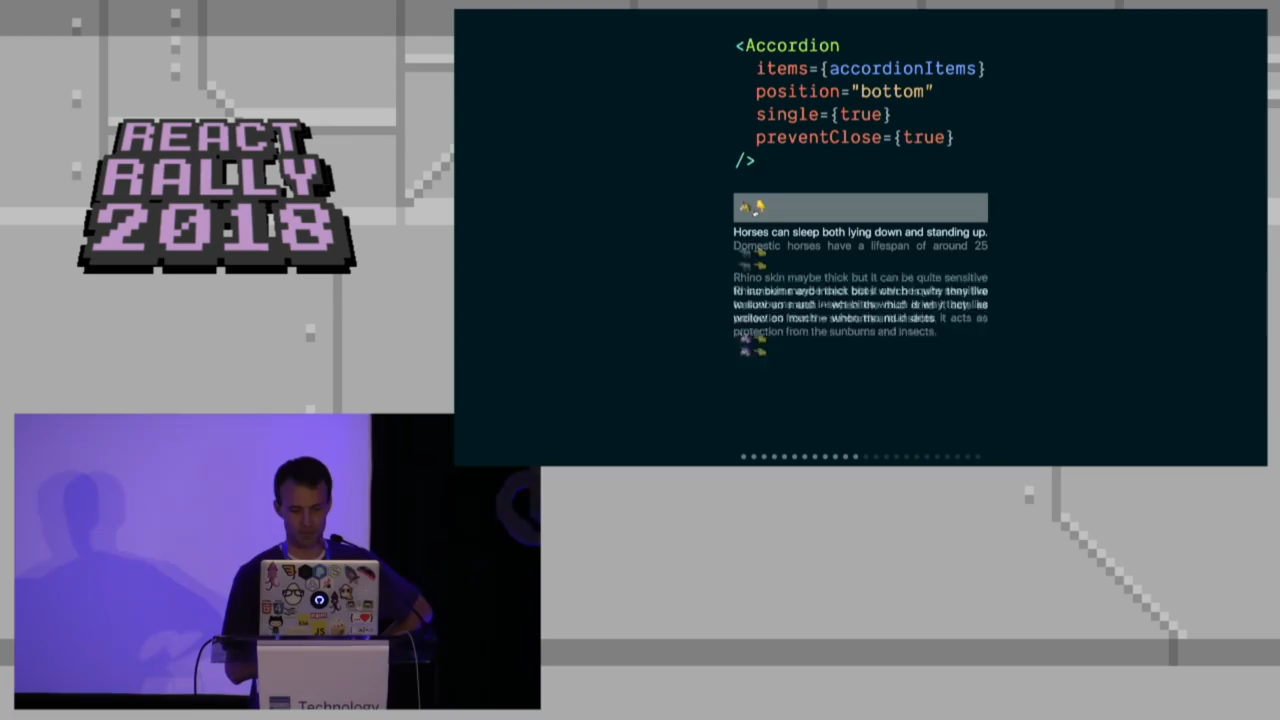 REACT
RALLY
2018
<Accordion
items={accordionItems}
position="bottom"
single={true}
preventClose={true}
/>
Horses can sleep both lying down and standing up.
Domestic horses have a lifespan of around 25
Rhino skin maybe thick but it can be quite sensitive
protection from the sunburns and insects.
JS
Technology